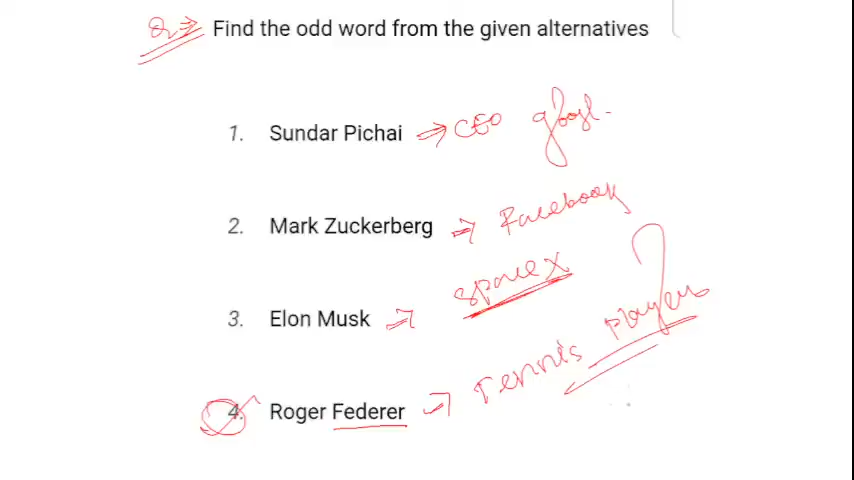 Q → Find the odd word from the given alternatives
1. Sundar Pichai → CEO googl.
2. Mark Zuckerberg → Facebook
3. Elon Musk → spaceX
4. Roger Federer → Tennis player